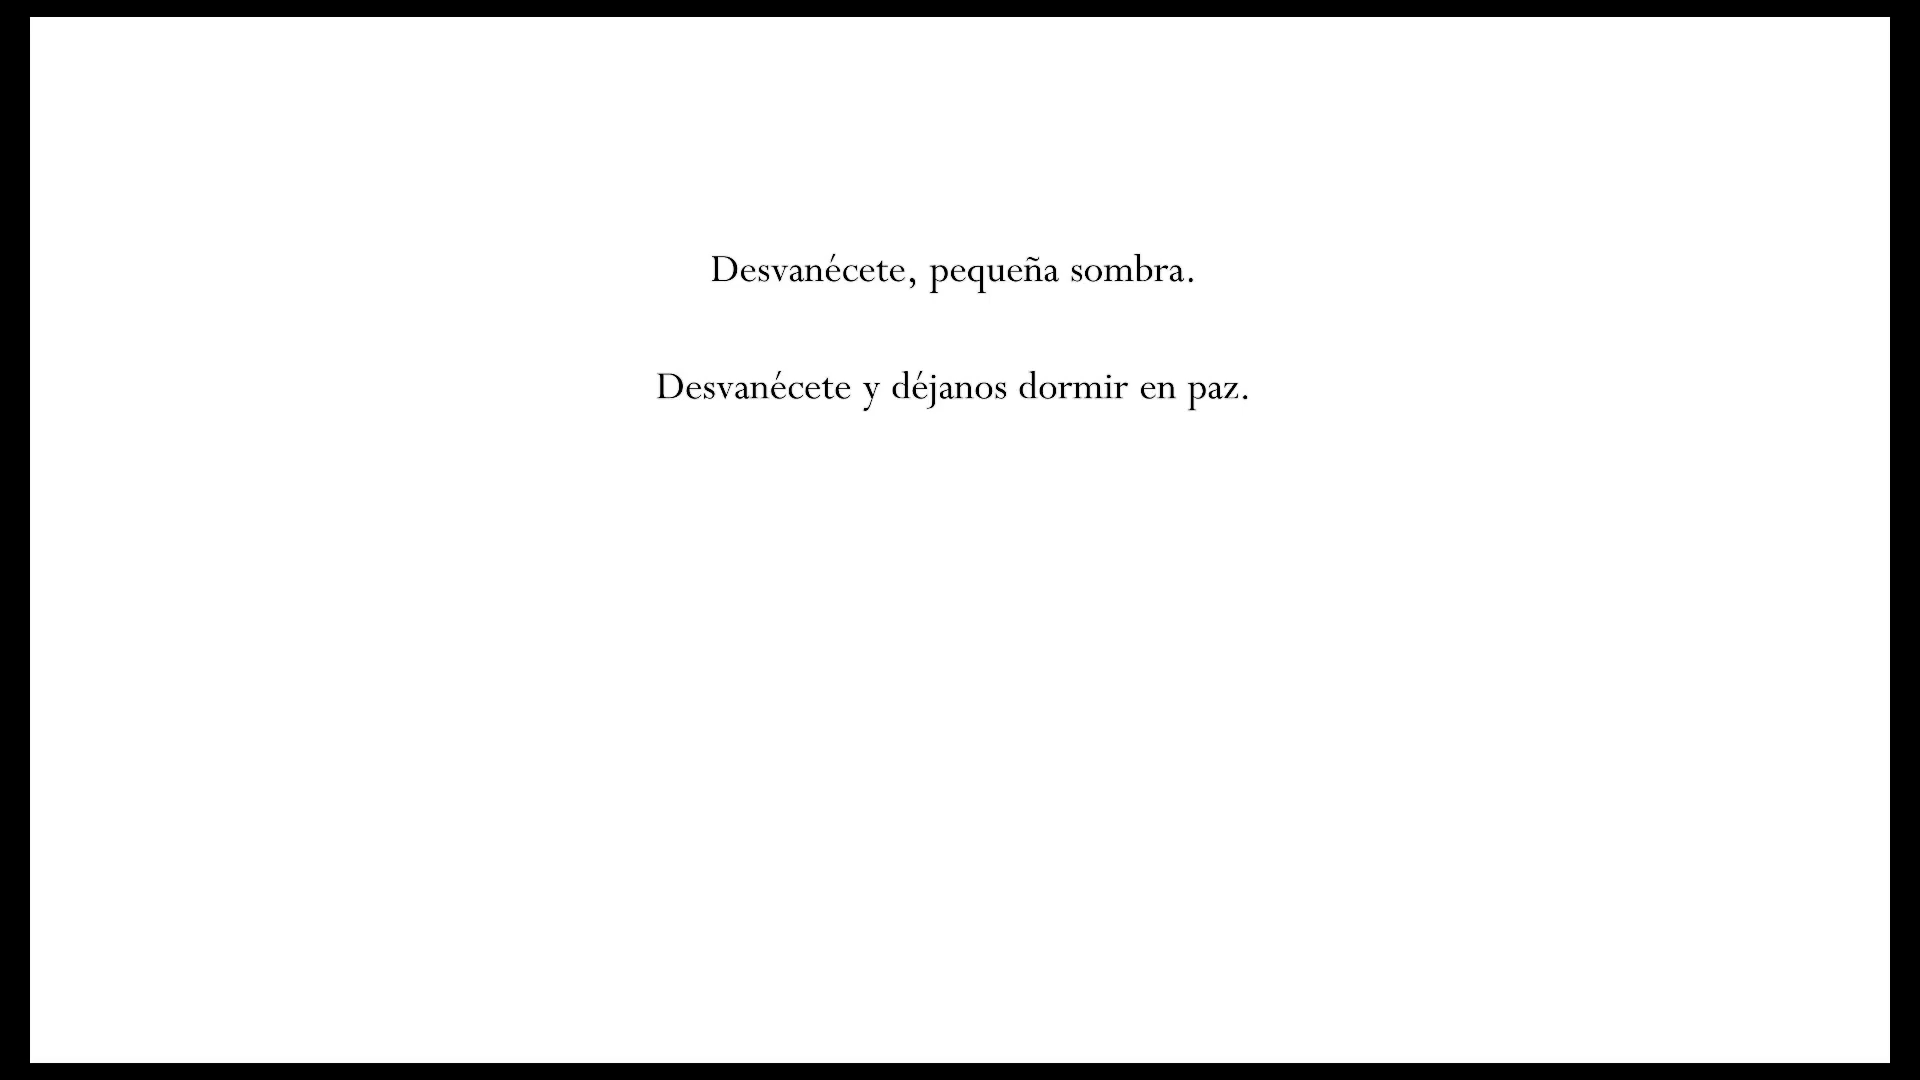 Desvanécete, pequeña sombra.
Desvanécete y déjanos dormir en paz.